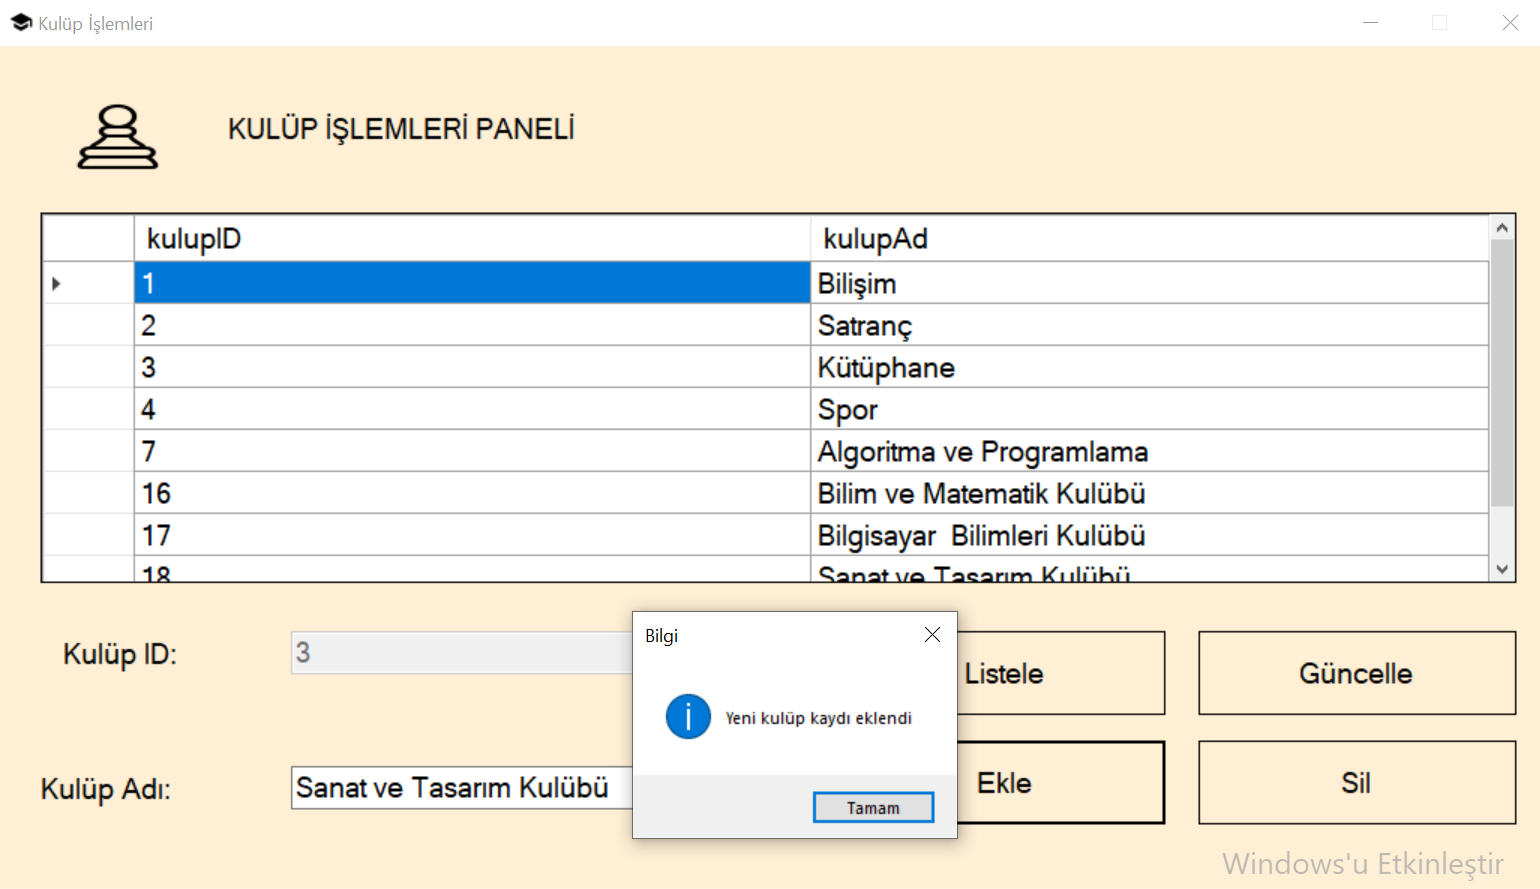 Kulüp İşlemleri
KULÜP İŞLEMLERİ PANELİ
kulupID kulupAd
1 Bilişim
2 Satranç
3 Kütüphane
4 Spor
7 Algoritma ve Programlama
16 Bilim ve Matematik Kulübü
17 Bilgisayar  Bilimleri Kulübü
18 Sanat ve Tasarım Kulübü
Kulüp ID: 3
Bilgi
Yeni kulüp kaydı eklendi
Tamam
Listele Güncelle
Kulüp Adı: Sanat ve Tasarım Kulübü
Ekle Sil
Windows'u Etkinleştir